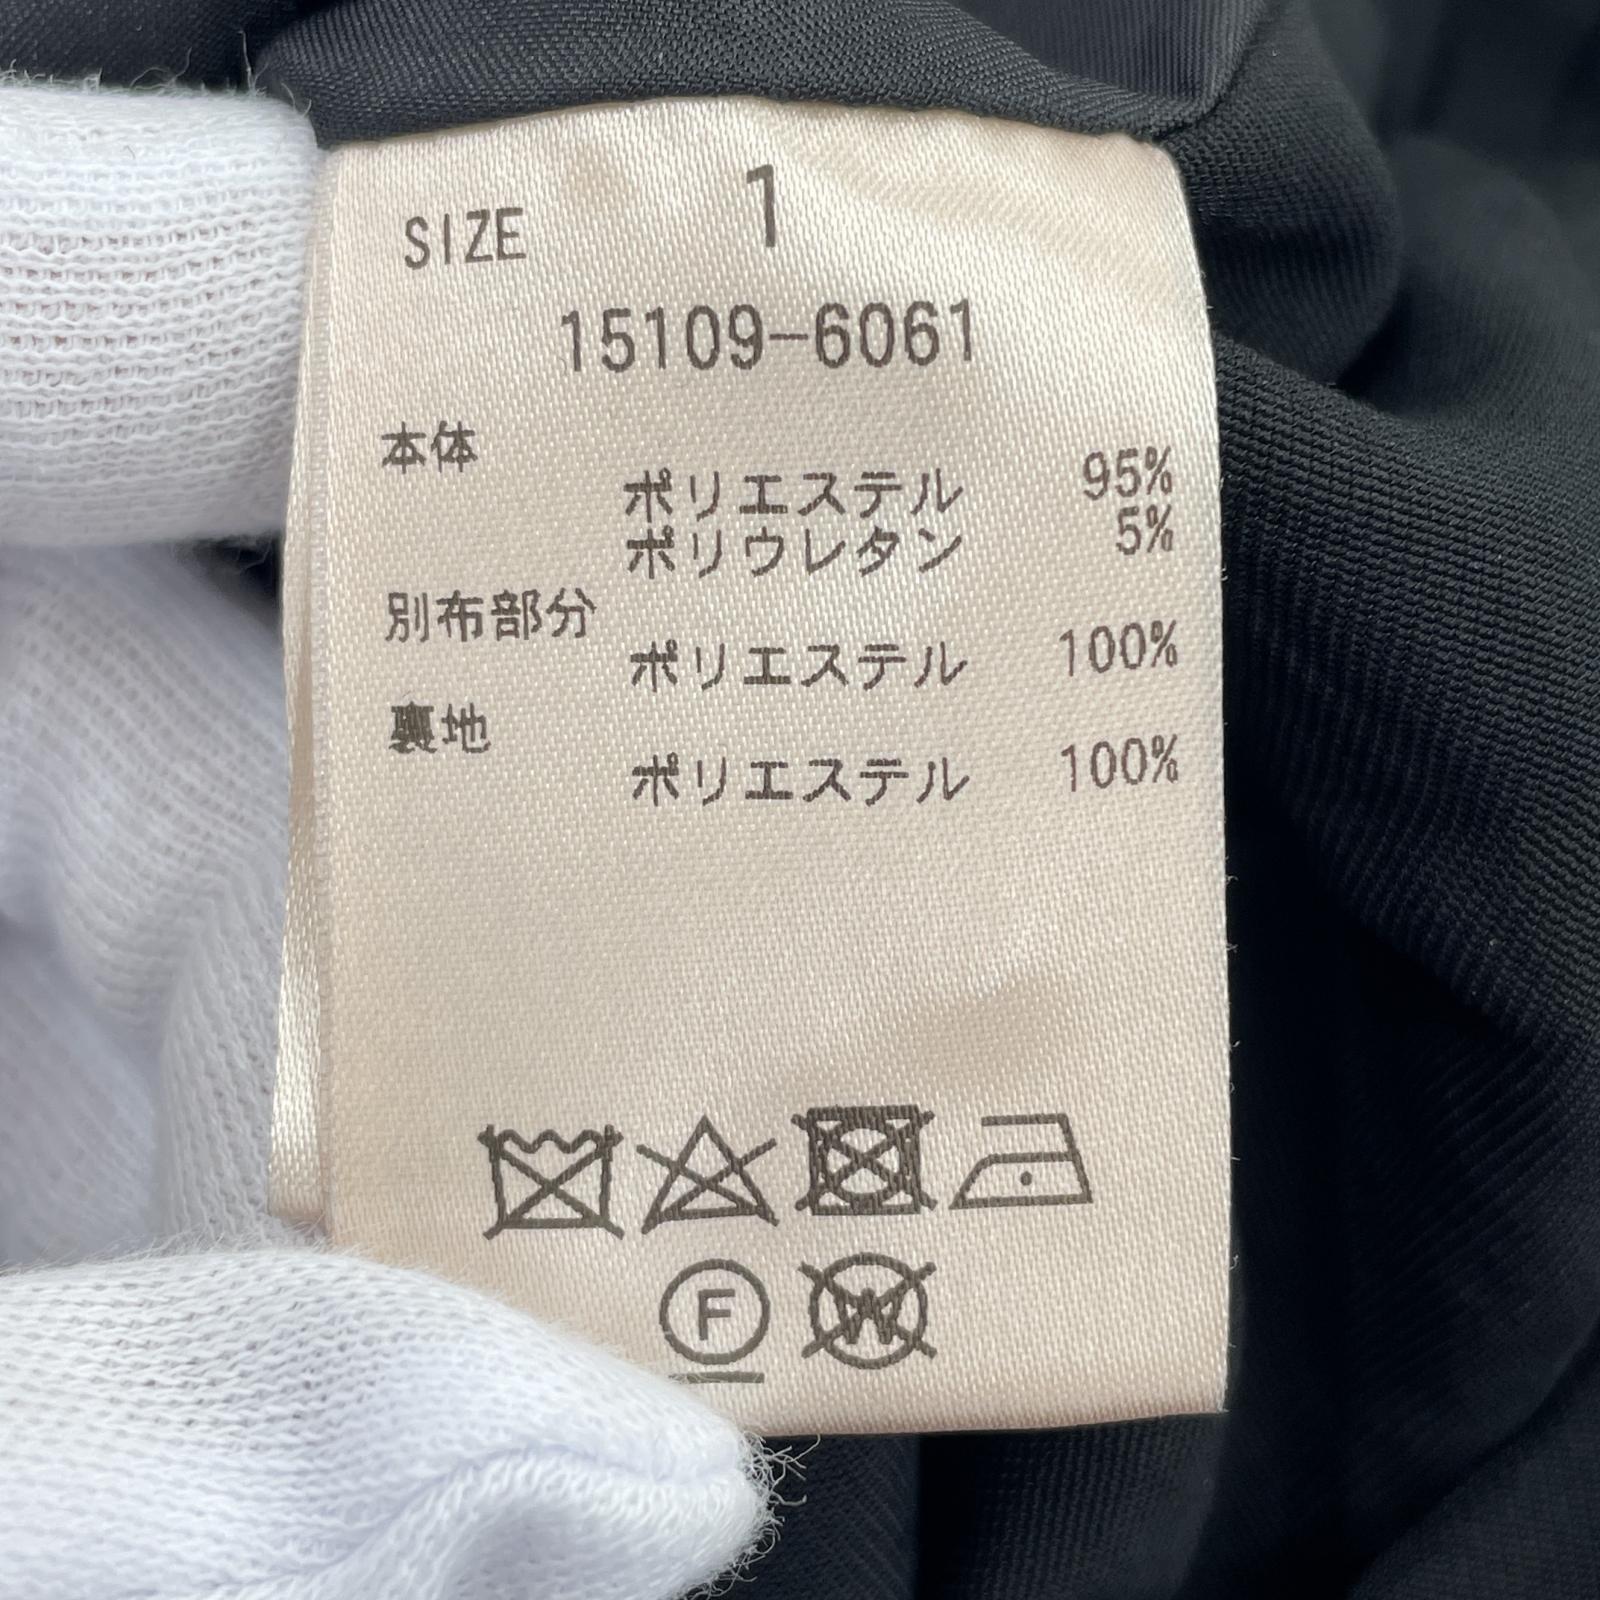 SIZE 1
15109-6061
本体
ポリエステル 95%
ポリウレタン 5%
別布部分
ポリエステル 100%
裏地
ポリエステル 100%
F W